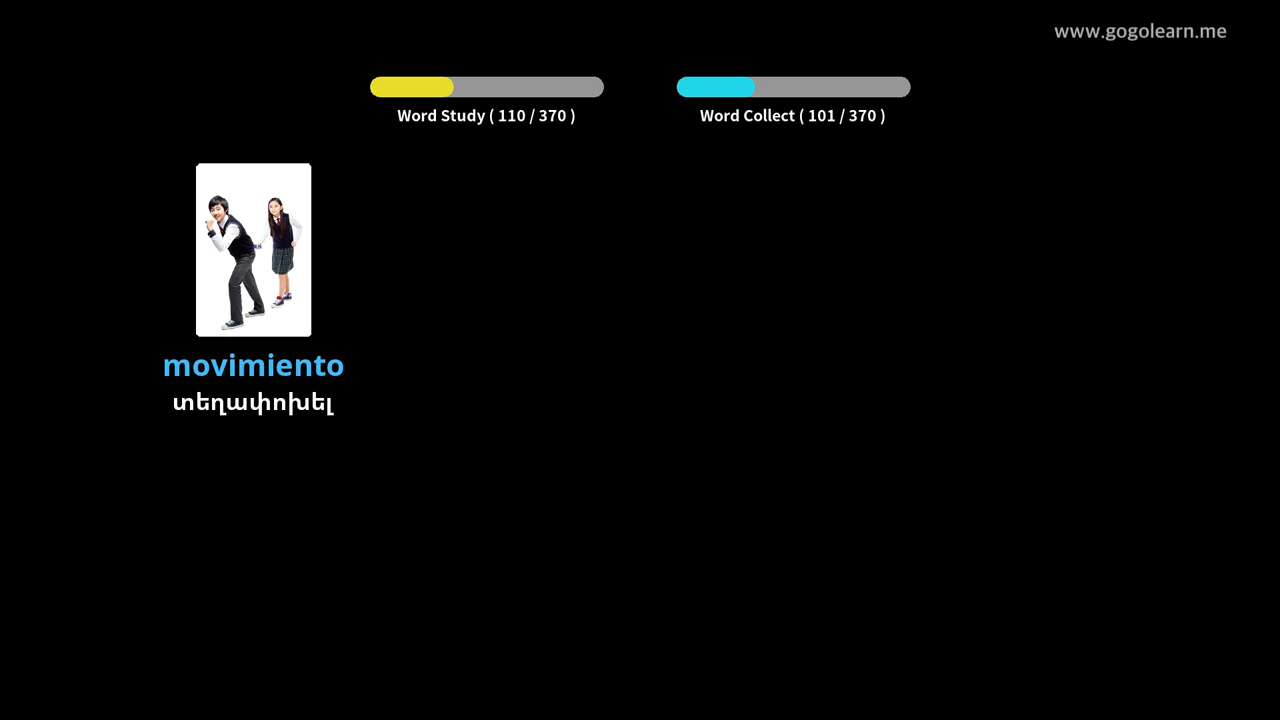 www.gogolearn.me
Word Study ( 110 / 370 )
Word Collect ( 101 / 370 )
movimiento
տեղափոխել